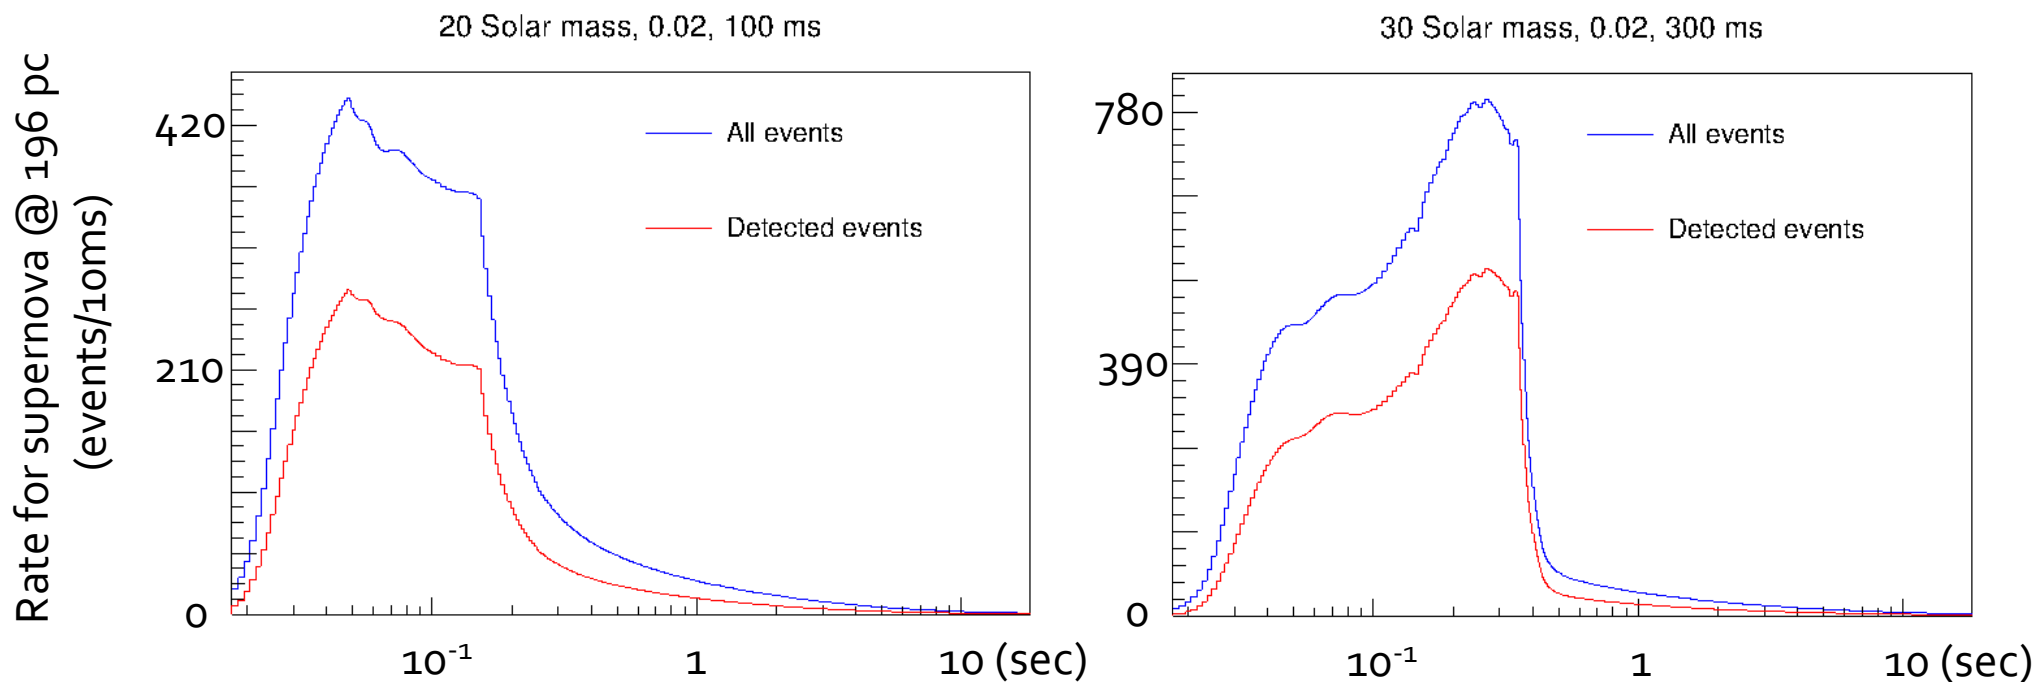 Rate for supernova @ 196 pc
(events/10ms)
20 Solar mass, 0.02, 100 ms
420
210
0
All events
Detected events
10-1
1
10 (sec)
30 Solar mass, 0.02, 300 ms
780
390
0
All events
Detected events
10-1
1
10 (sec)